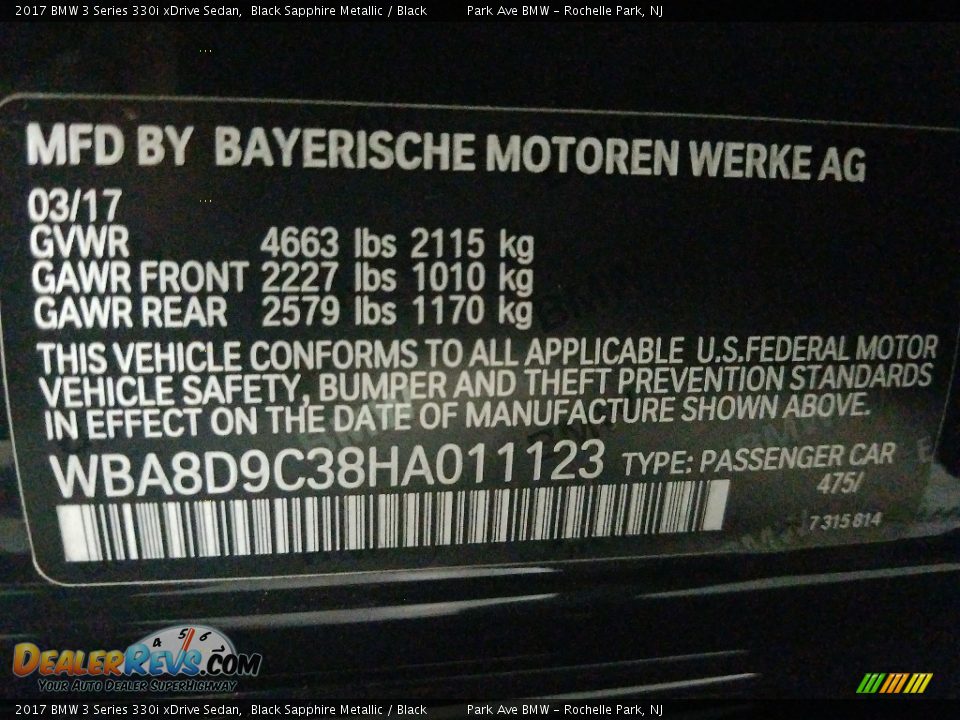 2017 BMW 3 Series 330i xDrive Sedan, Black Sapphire Metallic / Black Park Ave BMW - Rochelle Park, NJ
MFD BY BAYERISCHE MOTOREN WERKE AG
03/17
GVWR 4663 lbs 2115 kg
GAWR FRONT 2227 lbs 1010 kg
GAWR REAR 2579 lbs 1170 kg
THIS VEHICLE CONFORMS TO ALL APPLICABLE U.S.FEDERAL MOTOR
VEHICLE SAFETY, BUMPER AND THEFT PREVENTION STANDARDS
IN EFFECT ON THE DATE OF MANUFACTURE SHOWN ABOVE.
WBA8D9C38HA011123 TYPE: PASSENGER CAR
475/
7315814
4 5 6 7
DealerRevs.com
Your Auto Dealer SuperHighway
2017 BMW 3 Series 330i xDrive Sedan, Black Sapphire Metallic / Black Park Ave BMW - Rochelle Park, NJ